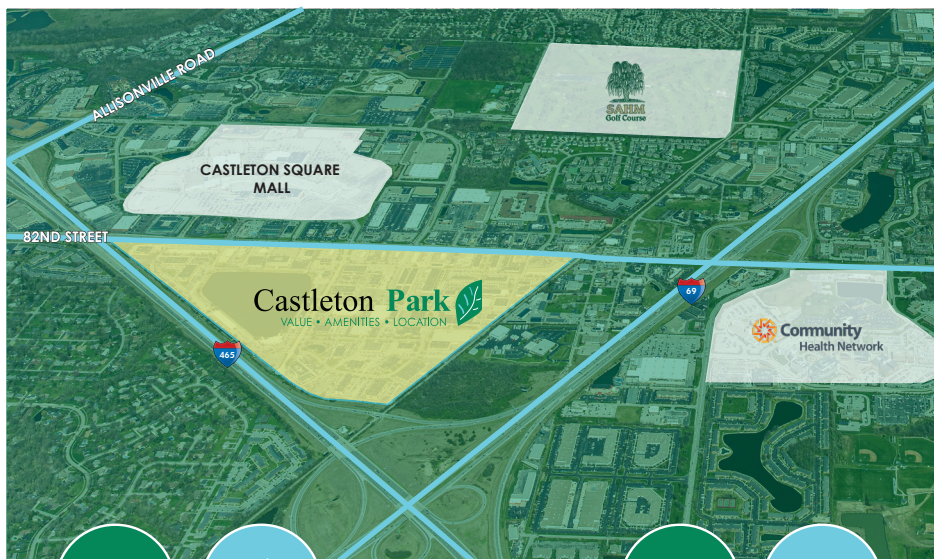 ALLISONVILLE ROAD
SAHM
Golf Course
CASTLETON SQUARE
MALL
82ND STREET
Castleton Park
VALUE • AMENITIES • LOCATION
69
465
Community
Health Network